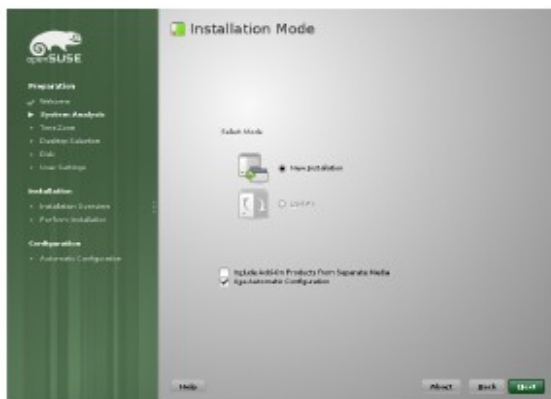 openSUSE
Preparation
Welcome
System Analysis
Time Zone
Desktop Selection
Disk
User Settings
Installation
Installation Overview
Perform Installation
Configuration
Automatic Configuration
Installation Mode
Select Mode
New Installation
Include Add-On Products from Separate Media
Use Automatic Configuration
Help
Abort
Back
Next